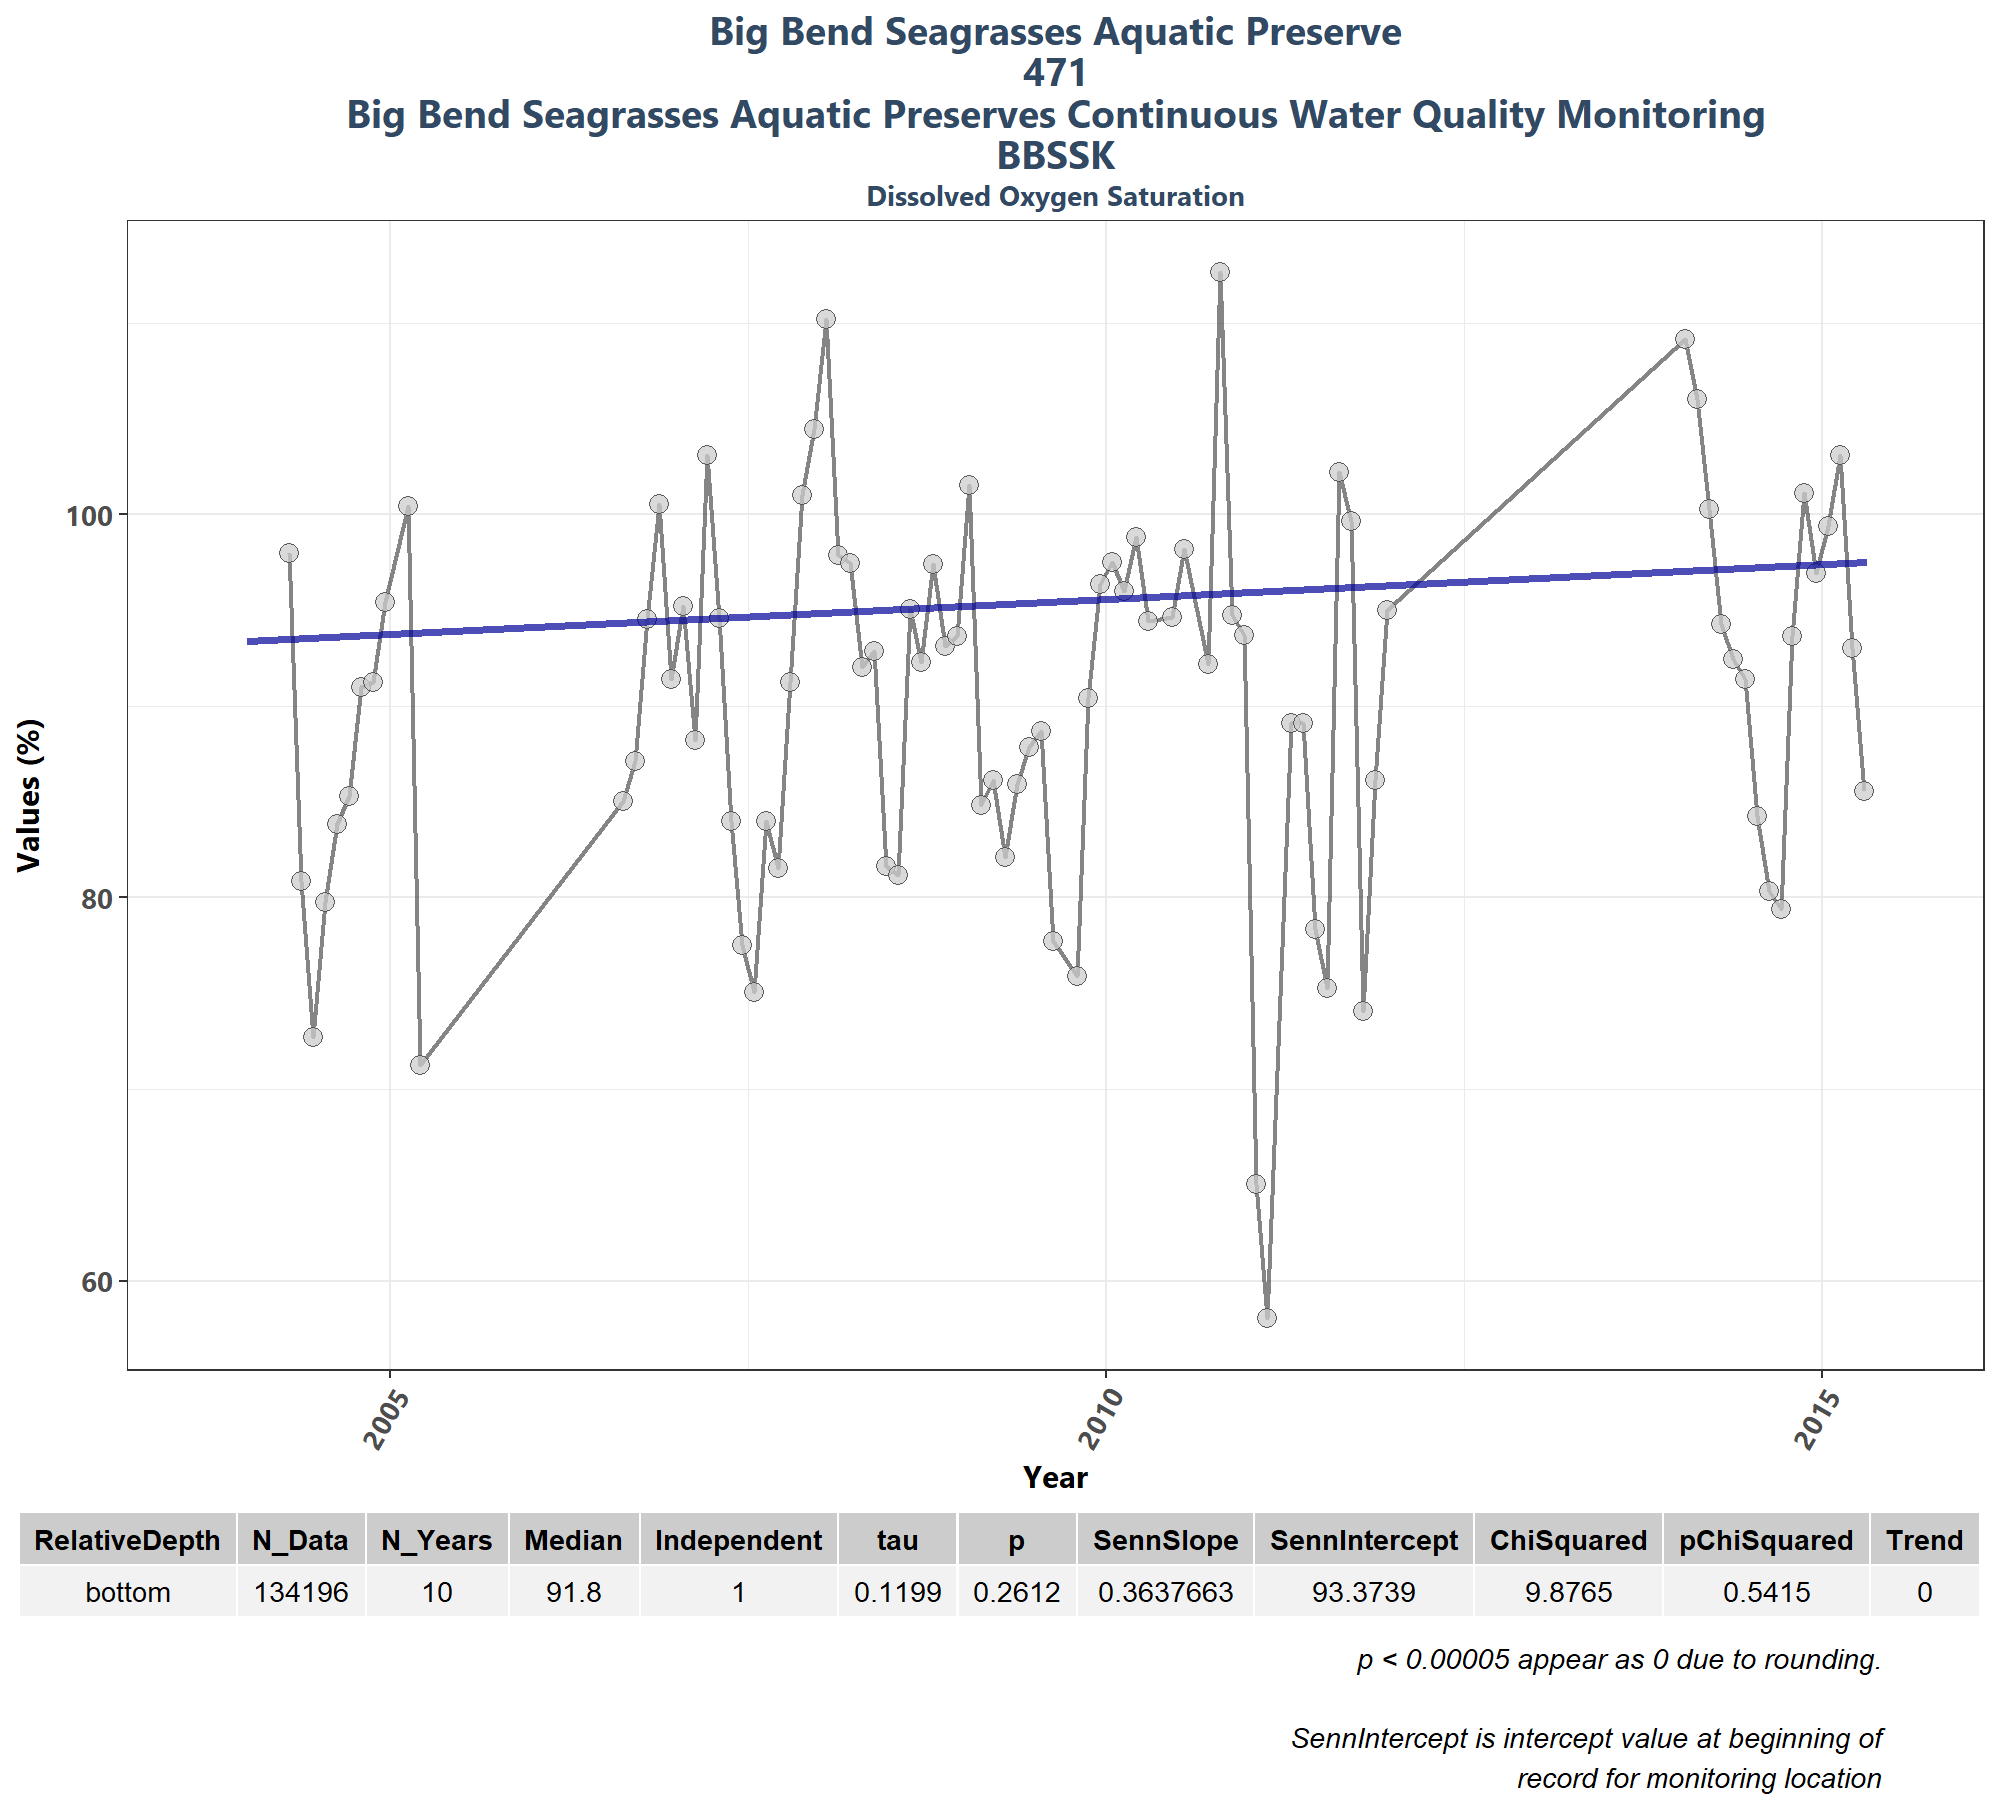 Big Bend Seagrasses Aquatic Preserve
471
Big Bend Seagrasses Aquatic Preserves Continuous Water Quality Monitoring
BBSSK
Dissolved Oxygen Saturation
Values (%)
100
80
60
2005
2010
2015
Year
RelativeDepth N_Data N_Years Median Independent tau p SennSlope SennIntercept ChiSquared pChiSquared Trend
bottom 134196 10 91.8 1 0.1199 0.2612 0.3637663 93.3739 9.8765 0.5415 0
p < 0.00005 appear as 0 due to rounding.
SennIntercept is intercept value at beginning of
record for monitoring location